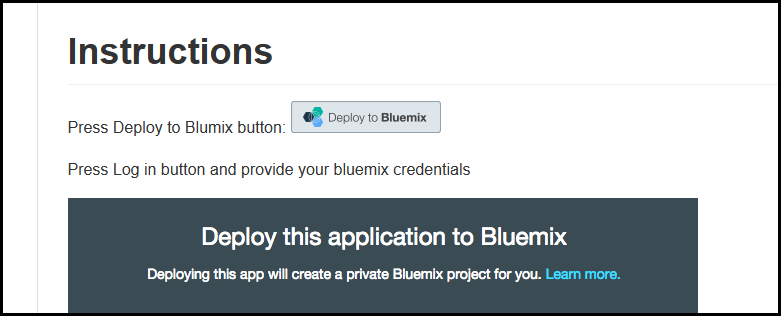 Instructions
Press Deploy to Blumix button: Deploy to Bluemix
Press Log in button and provide your bluemix credentials
Deploy this application to Bluemix
Deploying this app will create a private Bluemix project for you. Learn more.